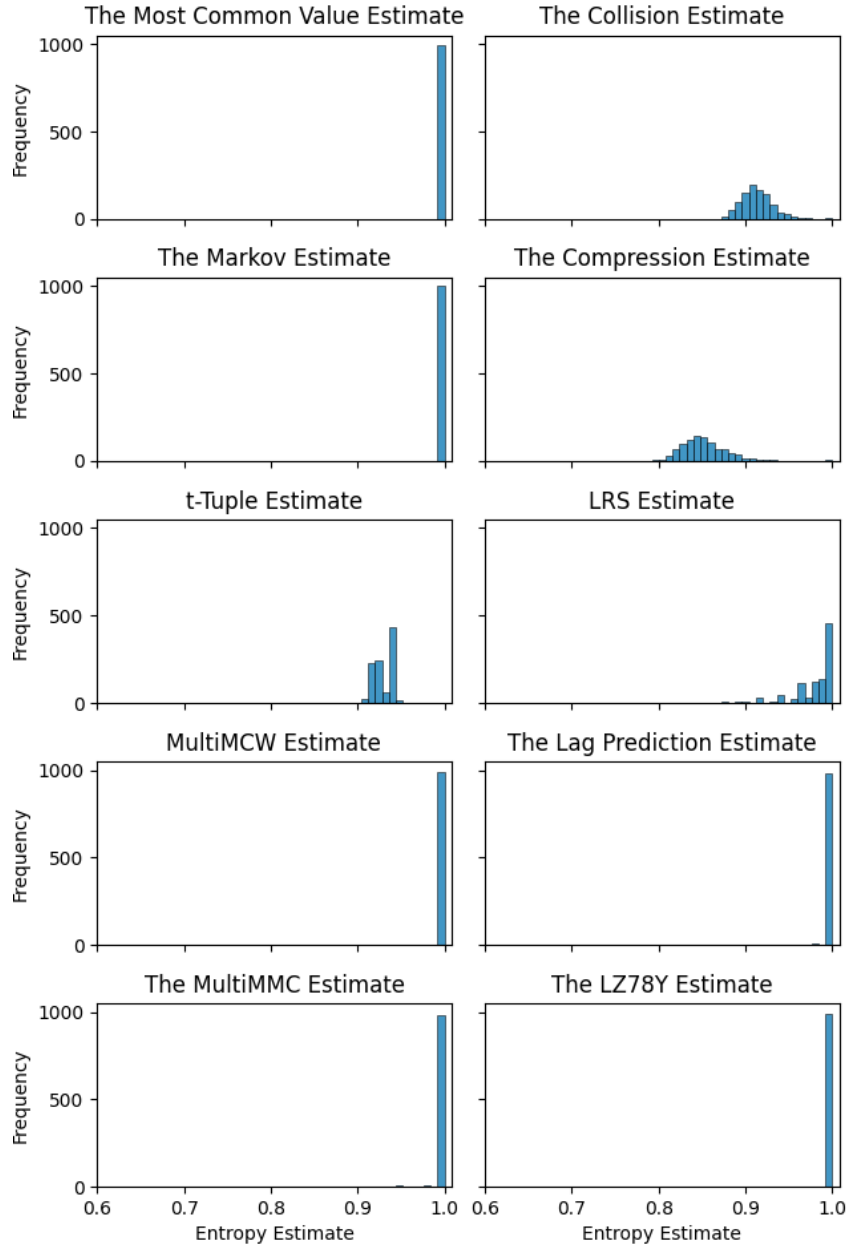 The Most Common Value Estimate
The Collision Estimate
1000
500
0
Frequency
The Markov Estimate
The Compression Estimate
1000
500
0
Frequency
t-Tuple Estimate
LRS Estimate
1000
500
0
Frequency
MultiMCW Estimate
The Lag Prediction Estimate
1000
500
0
Frequency
The MultiMMC Estimate
The LZ78Y Estimate
1000
500
0
Frequency
0.6 0.7 0.8 0.9 1.0
0.6 0.7 0.8 0.9 1.0
Entropy Estimate
Entropy Estimate